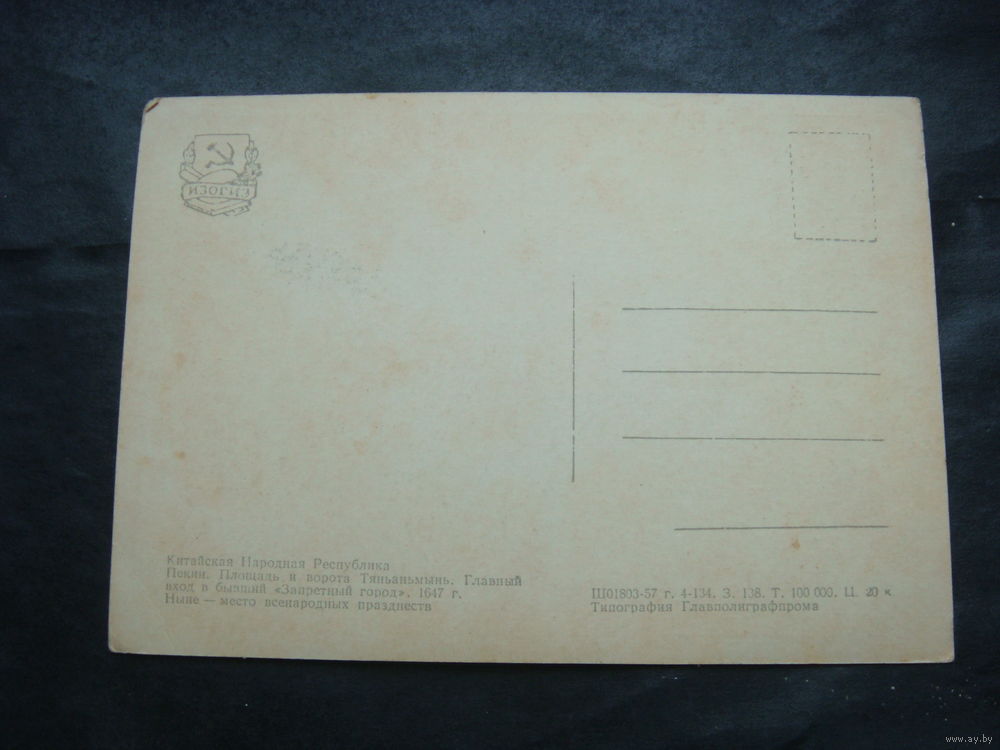 ИЗОГИЗ
Китайская Народная Республика
Пекин. Площадь и ворота Тяньаньмынь. Главный
вход в бывший «Запретный город». 1647 г.
Ныне — место всенародных празднеств
Ш01803-57 г. 4-134. З. 138. Т. 100 000. Ц. 20 к.
Типография Главполиграфпрома
www.ay.by